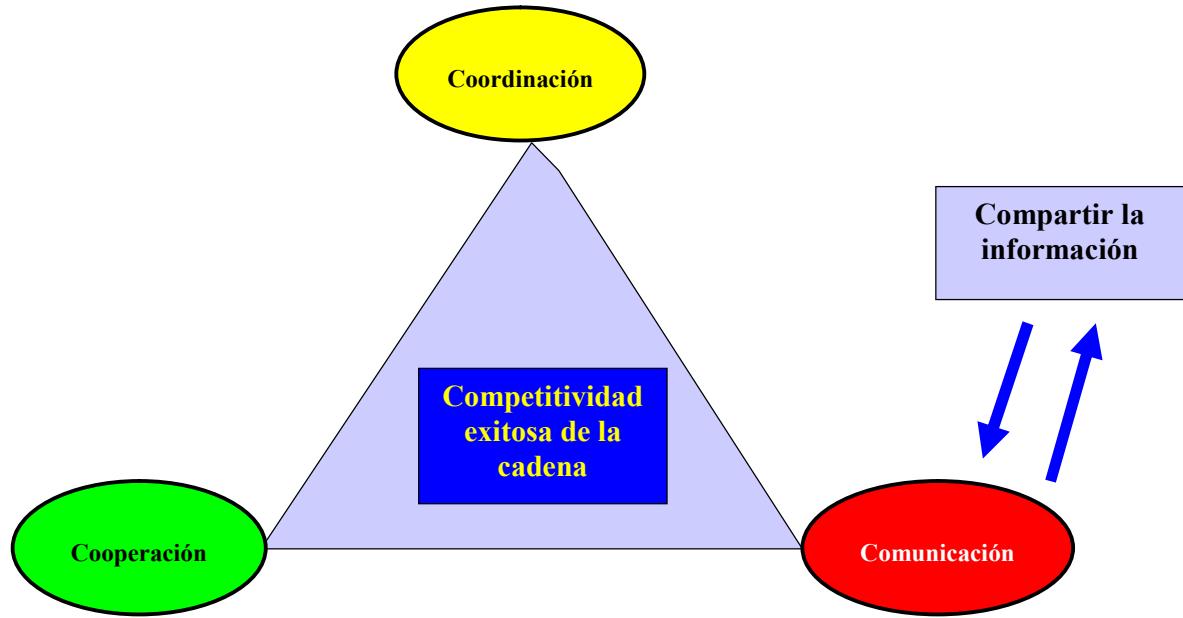 Coordinación
Compartir la
información
Competitividad
exitosa de la
cadena
Cooperación
Comunicación